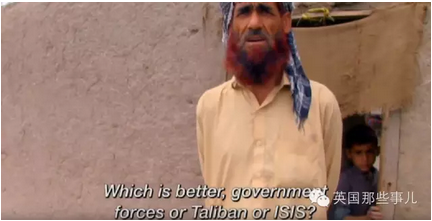 Which is better, government
forces or Taliban or ISIS?
英国那些事儿